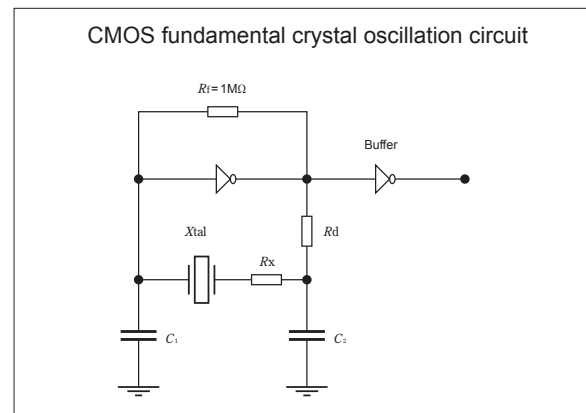 CMOS fundamental crystal oscillation circuit
Rf= 1MΩ
Buffer
Rd
Xtal
Rx
C1
C2